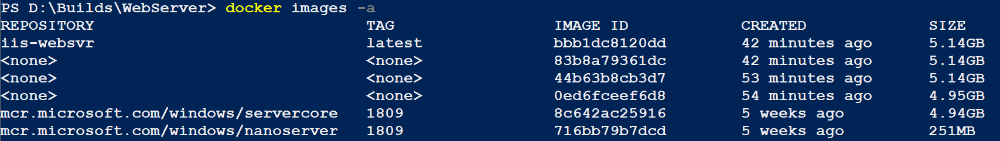 PS D:\Builds\WebServer> docker images -a
REPOSITORY TAG IMAGE ID CREATED SIZE
iis-websvr latest bbb1dc8120dd 42 minutes ago 5.14GB
<none> <none> 83b8a79361dc 42 minutes ago 5.14GB
<none> <none> 44b63b8cb3d7 53 minutes ago 5.14GB
<none> <none> 0ed6fceef6d8 54 minutes ago 4.95GB
mcr.microsoft.com/windows/servercore 1809 8c642ac25916 5 weeks ago 4.94GB
mcr.microsoft.com/windows/nanoserver 1809 716bb79b7dcd 5 weeks ago 251MB